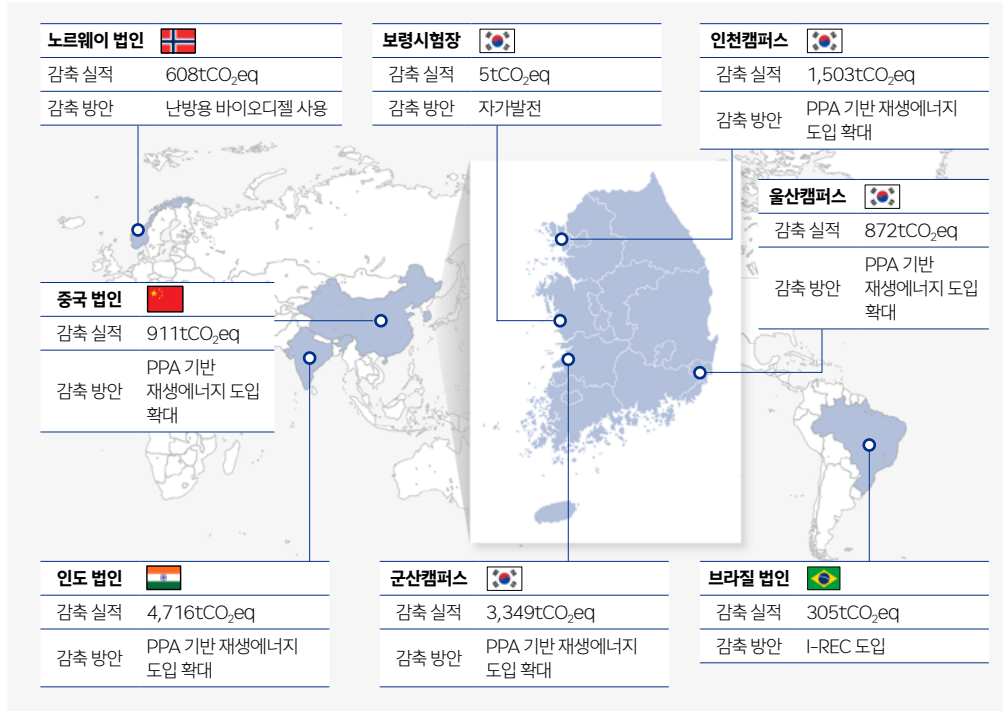 노르웨이 법인
감축 실적 608tCO₂eq
감축 방안 난방용 바이오디젤 사용
보령시험장
감축 실적 5tCO₂eq
감축 방안 자가발전
인천캠퍼스
감축 실적 1,503tCO₂eq
감축 방안 PPA 기반 재생에너지
도입 확대
울산캠퍼스
감축 실적 872tCO₂eq
감축 방안 PPA 기반
재생에너지 도입
확대
중국 법인
감축 실적 911tCO₂eq
감축 방안 PPA 기반
재생에너지 도입
확대
인도 법인
감축 실적 4,716tCO₂eq
감축 방안 PPA 기반 재생에너지
도입 확대
군산캠퍼스
감축 실적 3,349tCO₂eq
감축 방안 PPA 기반 재생에너지
도입 확대
브라질 법인
감축 실적 305tCO₂eq
감축 방안 I-REC 도입